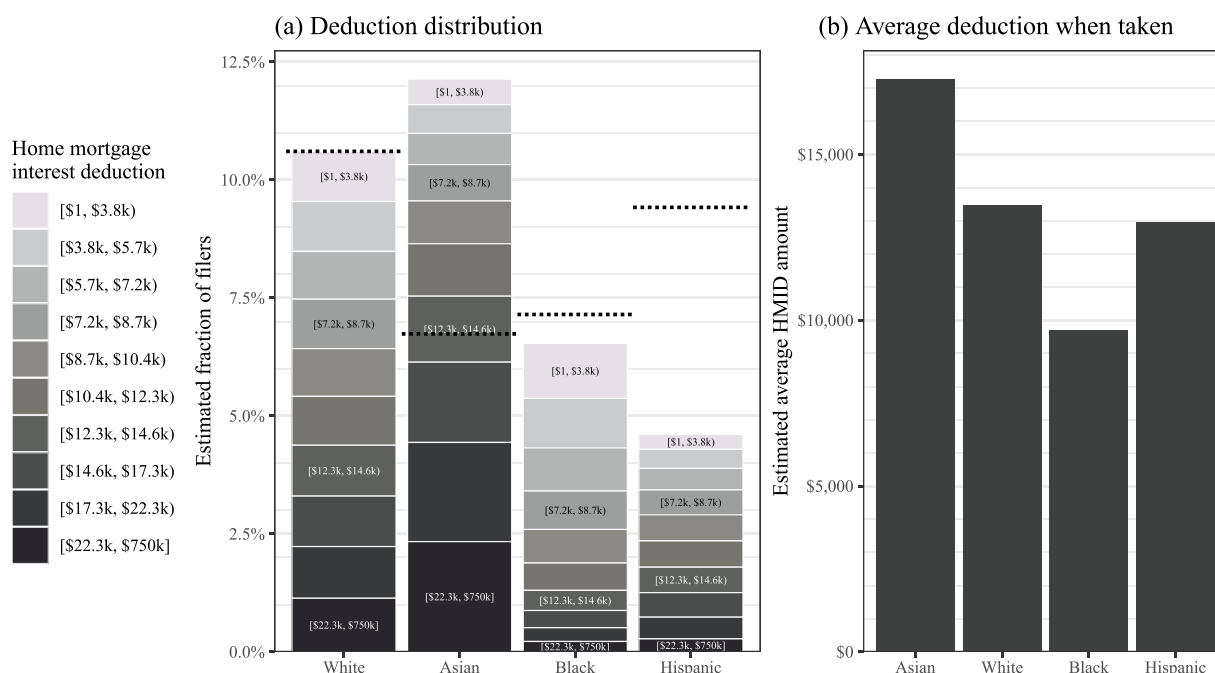 (a) Deduction distribution
(b) Average deduction when taken
Home mortgage
interest deduction
[$1, $3.8k)
[$3.8k, $5.7k)
[$5.7k, $7.2k)
[$7.2k, $8.7k)
[$8.7k, $10.4k)
[$10.4k, $12.3k)
[$12.3k, $14.6k)
[$14.6k, $17.3k)
[$17.3k, $22.3k)
[$22.3k, $750k]
Estimated fraction of filers
12.5%
10.0%
7.5%
5.0%
2.5%
0.0%
[$1, $3.8k)
[$7.2k, $8.7k)
[$12.3k, $14.6k)
[$22.3k, $750k]
[$1, $3.8k)
[$7.2k, $8.7k)
[$12.3k, $14.6k)
[$22.3k, $750k]
[$1, $3.8k)
[$7.2k, $8.7k)
[$12.3k, $14.6k)
[$22.3k, $750k]
[$1, $3.8k)
[$7.2k, $8.7k)
[$12.3k, $14.6k)
[$22.3k, $750k]
White
Asian
Black
Hispanic
Estimated average HMID amount
$15,000
$10,000
$5,000
$0
Asian
White
Black
Hispanic